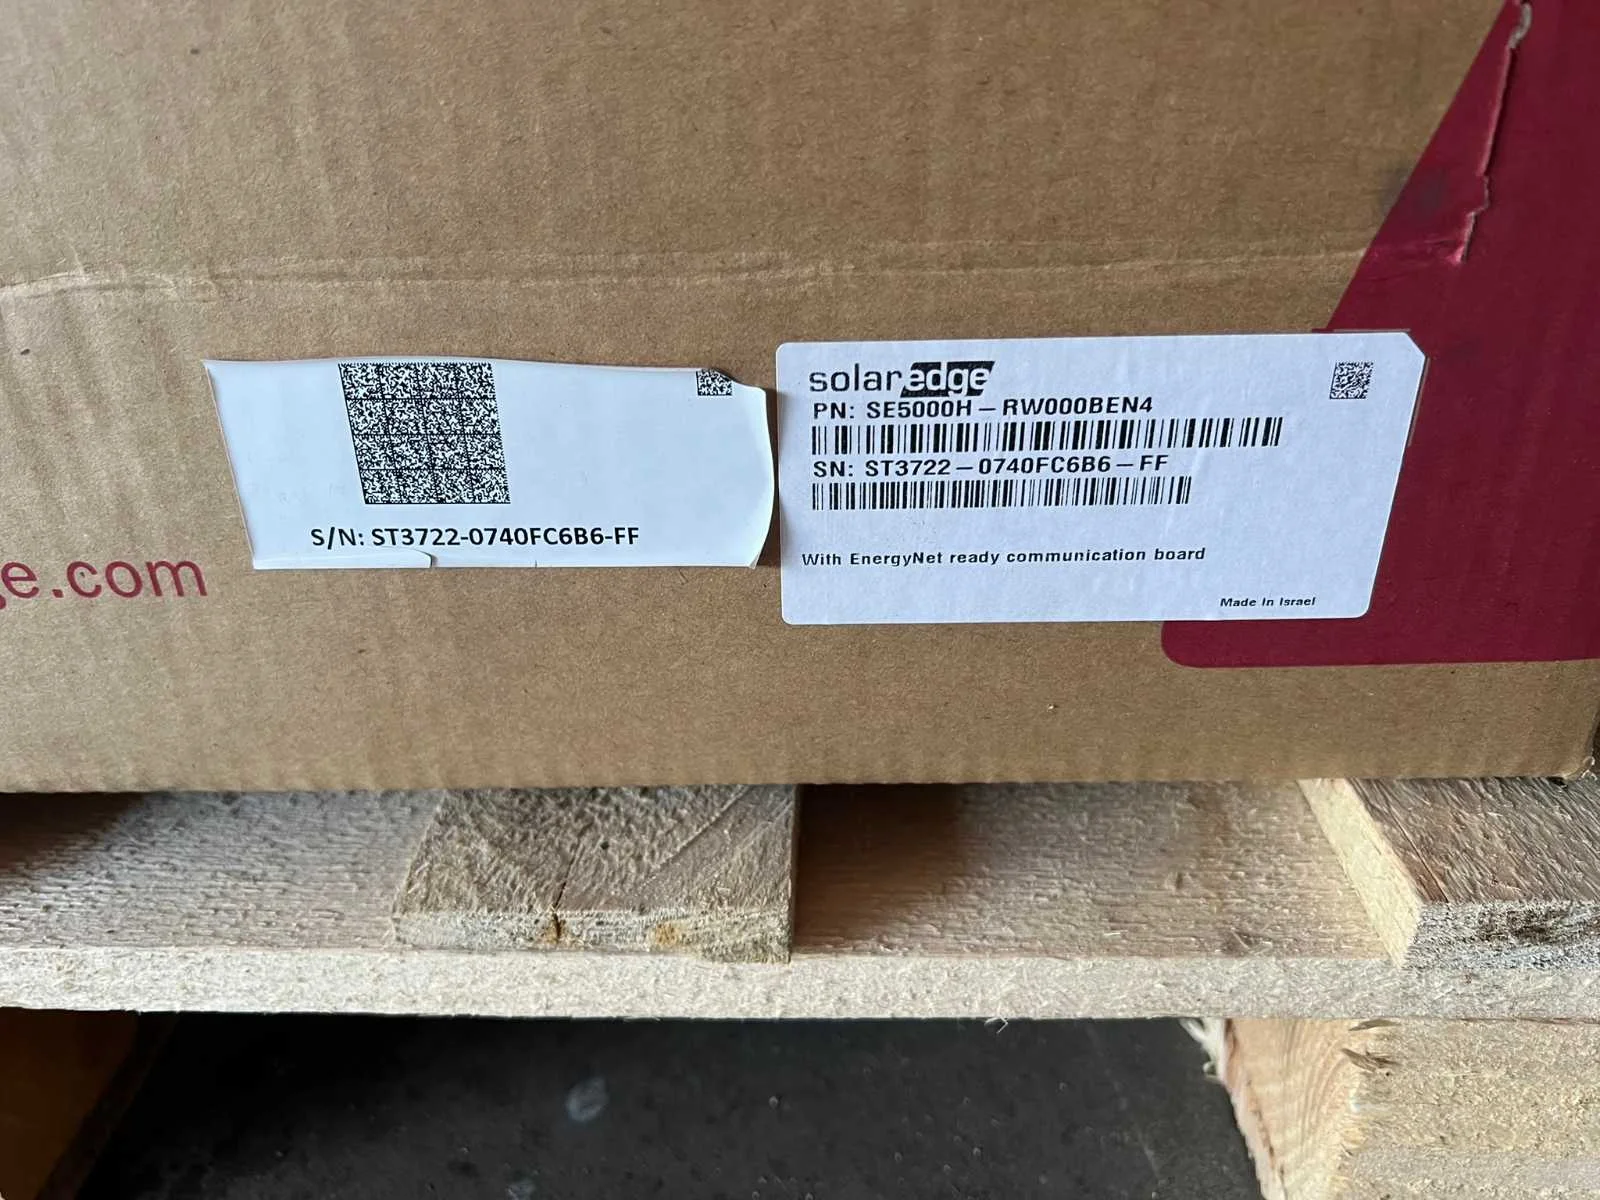 e.com
S/N: ST3722-0740FC6B6-FF
solaredge
PN: SE5000H-RW000BEN4
SN: ST3722-0740FC6B6-FF
With EnergyNet ready communication board
Made in Israel